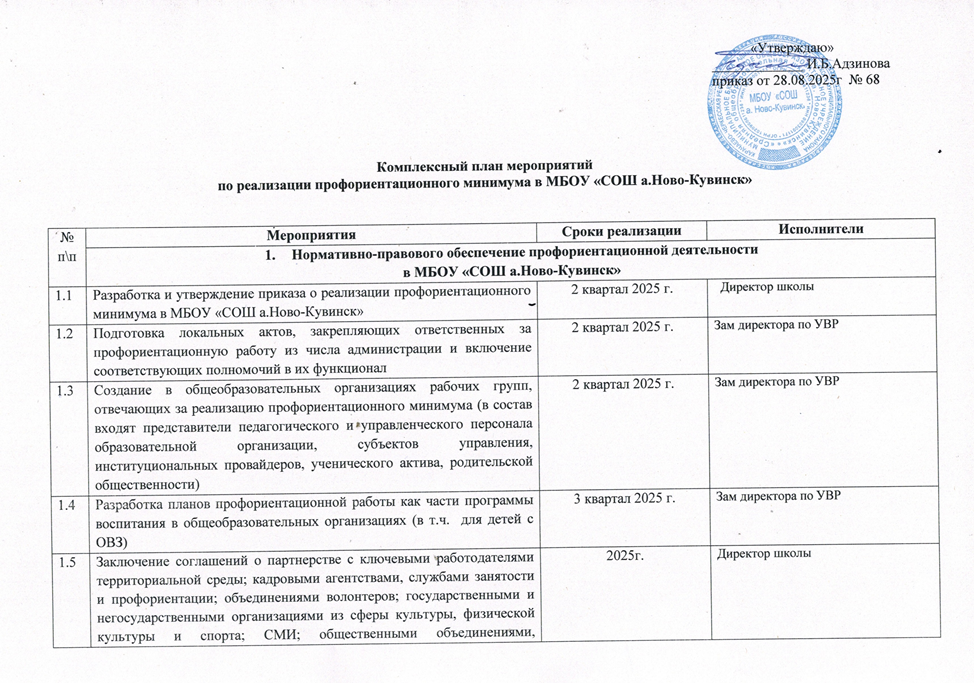 «Утверждаю»
И.Б.Адзинова
приказ от 28.08.2025г № 68
МБОУ «СОШ
а. Ново-Кувинск»
Комплексный план мероприятий
по реализации профориентационного минимума в МБОУ «СОШ а.Ново-Кувинск»
№ п\п Мероприятия Сроки реализации Исполнители
1. Нормативно-правового обеспечение профориентационной деятельности
в МБОУ «СОШ а.Ново-Кувинск»
1.1 Разработка и утверждение приказа о реализации профориентационного 2 квартал 2025 г. Директор школы
минимума в МБОУ «СОШ а.Ново-Кувинск»
1.2 Подготовка локальных актов, закрепляющих ответственных за 2 квартал 2025 г. Зам директора по УВР
профориентационную работу из числа администрации и включение
соответствующих полномочий в их функционал
1.3 Создание в общеобразовательных организациях рабочих групп, 2 квартал 2025 г. Зам директора по УВР
отвечающих за реализацию профориентационного минимума (в состав
входят представители педагогического и управленческого персонала
образовательной организации, субъектов управления,
институциональных провайдеров, ученического актива, родительской
общественности)
1.4 Разработка планов профориентационной работы как части программы 3 квартал 2025 г. Зам директора по УВР
воспитания в общеобразовательных организациях (в т.ч. для детей с
ОВЗ)
1.5 Заключение соглашений о партнерстве с ключевыми работодателями 2025г. Директор школы
территориальной среды; кадровыми агентствами, службами занятости
и профориентации; объединениями волонтеров; государственными и
негосударственными организациями из сферы культуры, физической
культуры и спорта; СМИ; общественными объединениями,